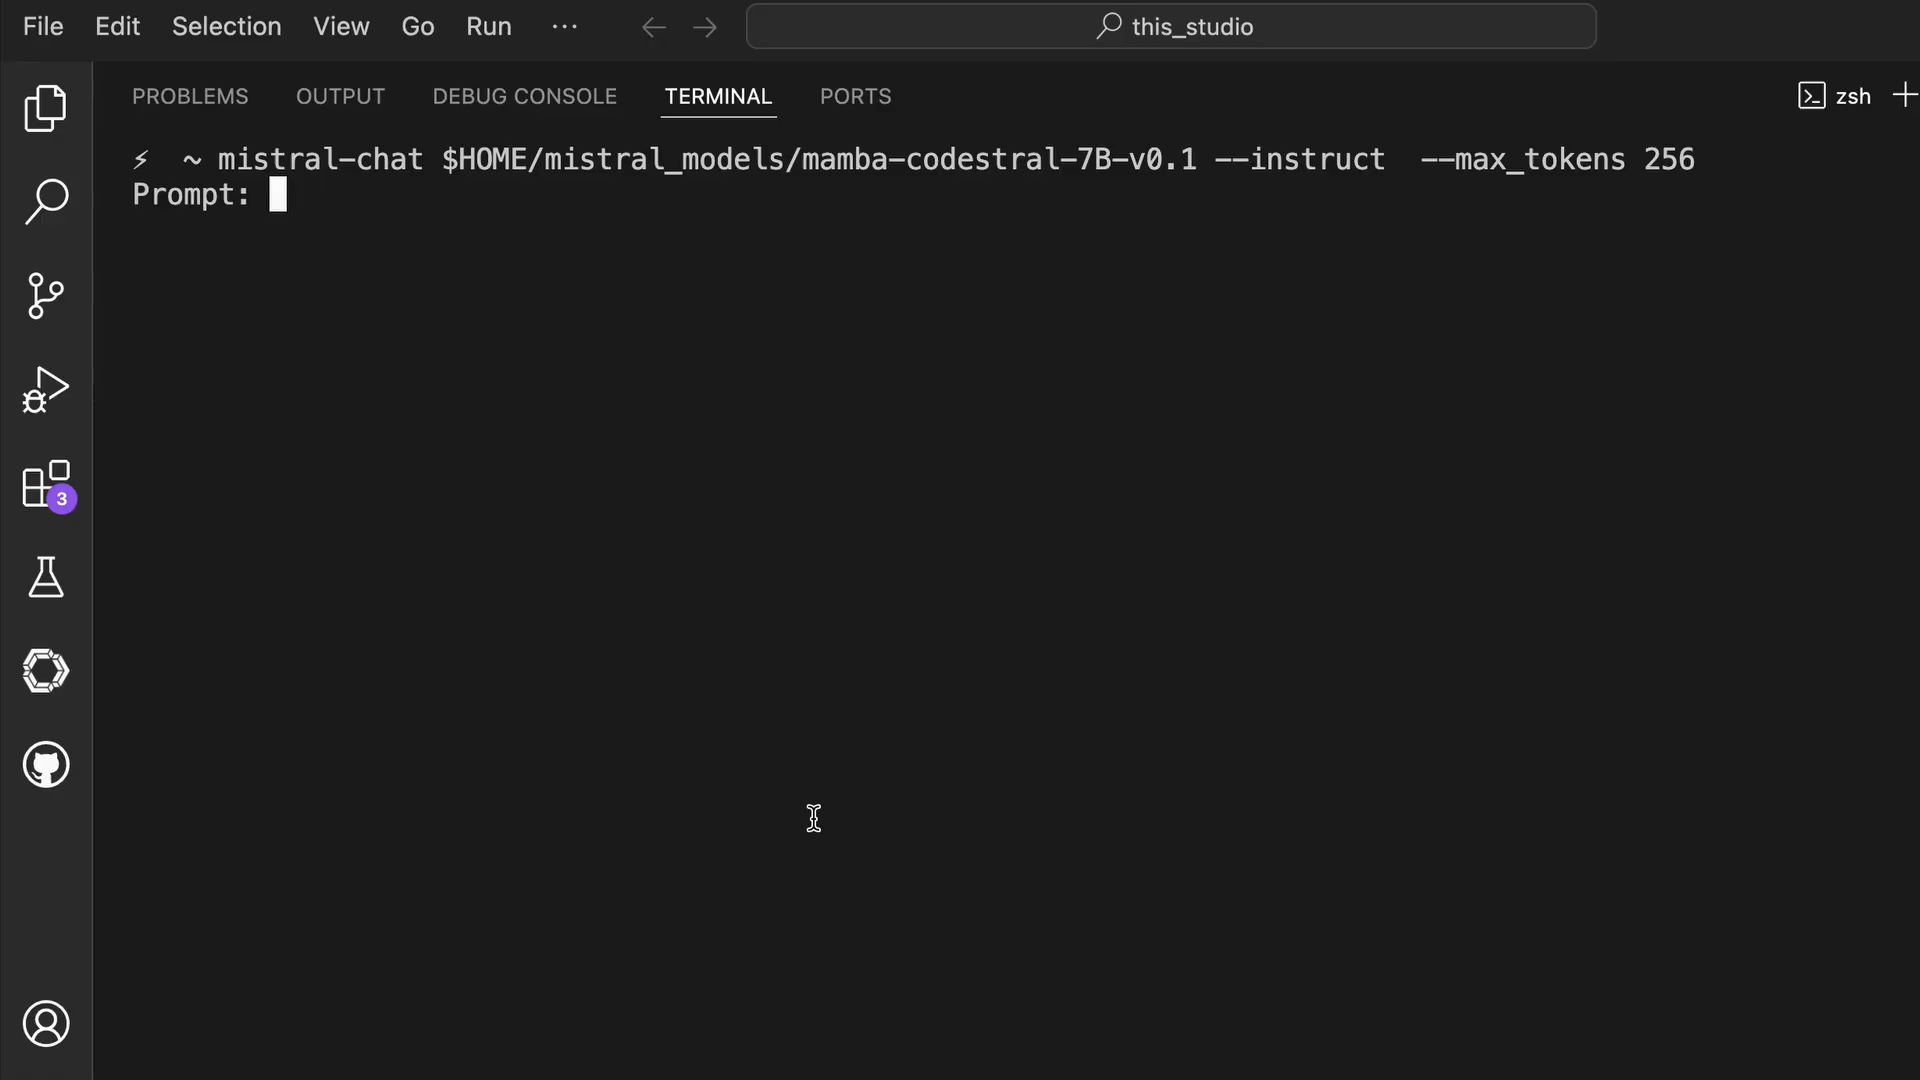 File Edit Selection View Go Run ··· this_studio
PROBLEMS OUTPUT DEBUG CONSOLE TERMINAL PORTS zsh
⚡ ~ mistral-chat $HOME/mistral_models/mamba-codestral-7B-v0.1 --instruct  --max_tokens 256
Prompt:
3